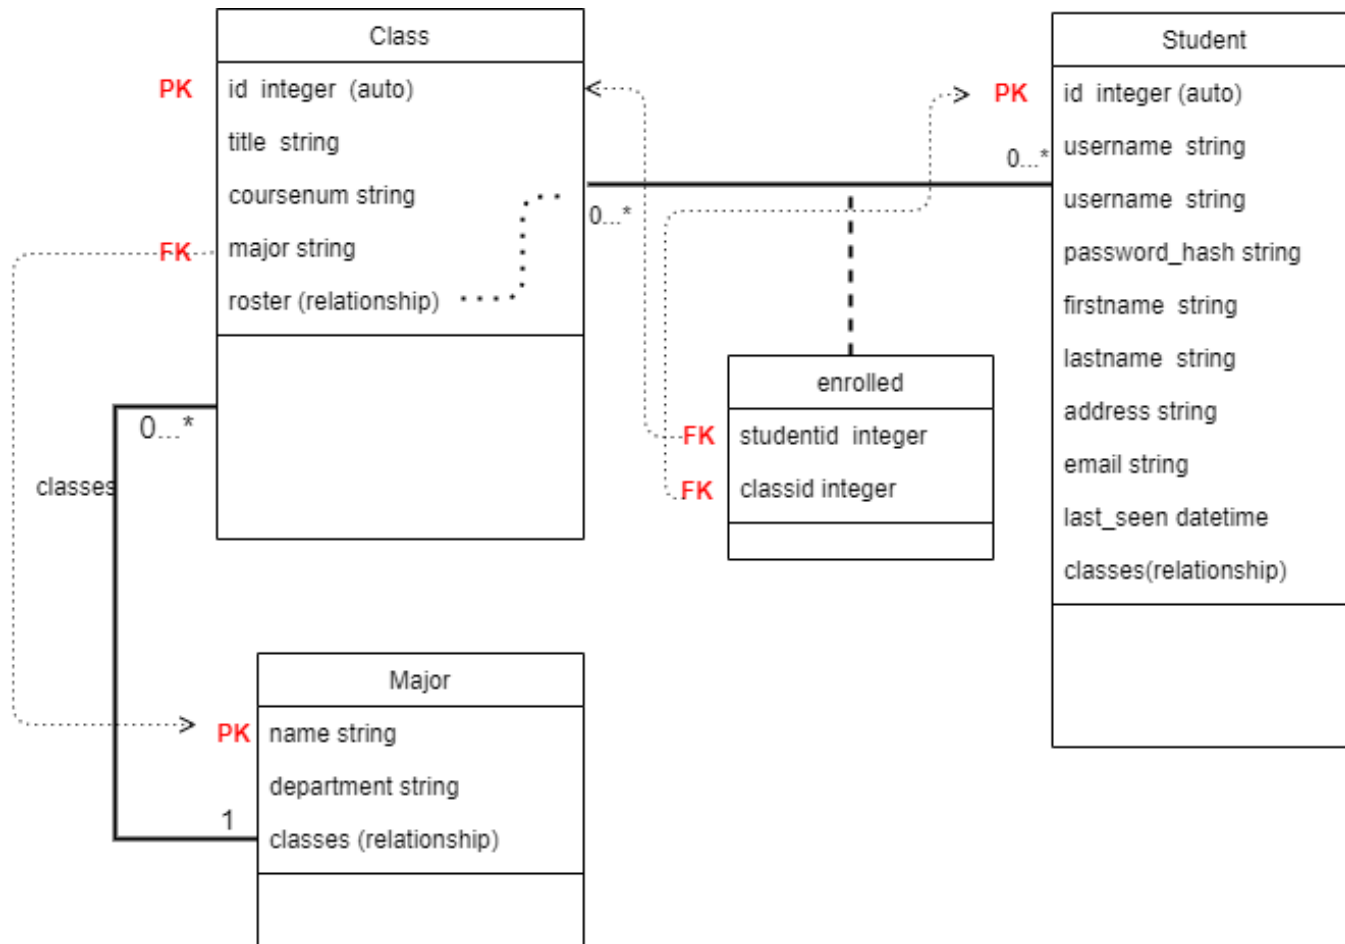 Class
PK
id  integer  (auto)
title  string
coursenum string
FK
major string
roster (relationship)
0...*
classes
0...*
0...*
Student
PK
id  integer (auto)
username  string
username  string
password_hash string
firstname  string
lastname  string
address string
email string
last_seen datetime
classes(relationship)
enrolled
FK
studentid  integer
FK
classid integer
Major
PK
name string
department string
1
classes (relationship)